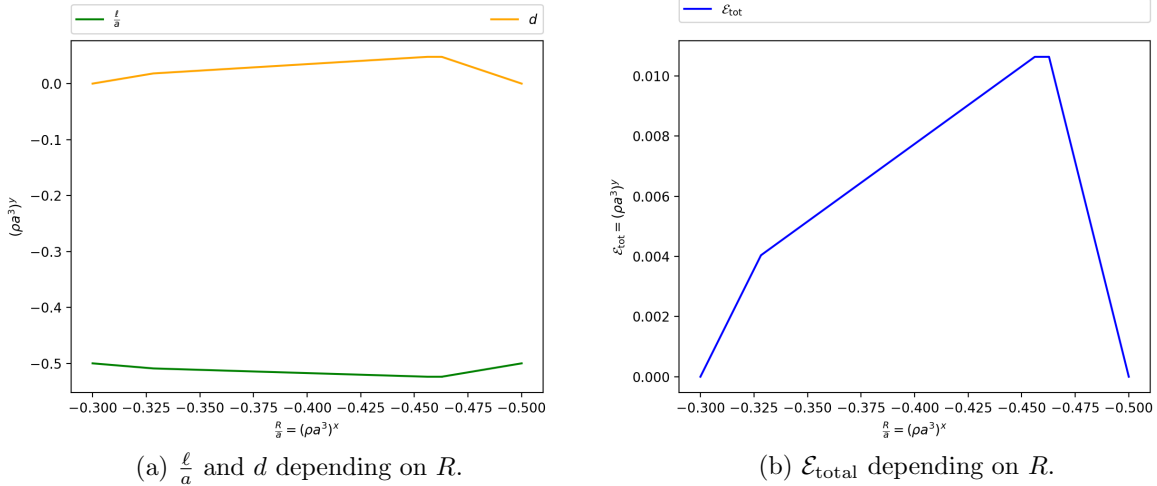 ℓ/a d
0.0
−0.1
−0.2
−0.3
−0.4
−0.5
(ρa³)^y
−0.300 −0.325 −0.350 −0.375 −0.400 −0.425 −0.450 −0.475 −0.500
R/a = (ρa³)^x
(a) ℓ/a and d depending on R.
ℰ_tot
0.010
0.008
0.006
0.004
0.002
0.000
ℰ_tot = (ρa³)^y
−0.300 −0.325 −0.350 −0.375 −0.400 −0.425 −0.450 −0.475 −0.500
R/a = (ρa³)^x
(b) ℰ_total depending on R.